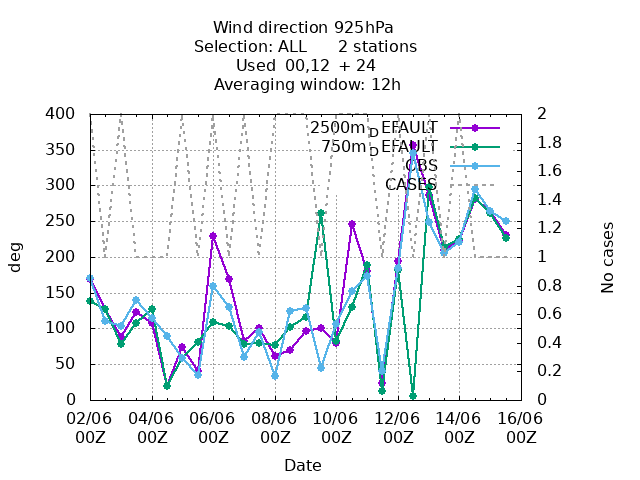 Wind direction 925hPa
Selection: ALL 2 stations
Used 00,12 + 24
Averaging window: 12h
400
350
300
250
200
150
100
50
0
deg
2500m_DEFAULT
750m_DEFAULT
OBS
CASES
2
1.8
1.6
1.4
1.2
1
0.8
0.6
0.4
0.2
0
No cases
02/06 04/06 06/06 08/06 10/06 12/06 14/06 16/06
00Z 00Z 00Z 00Z 00Z 00Z 00Z 00Z
Date